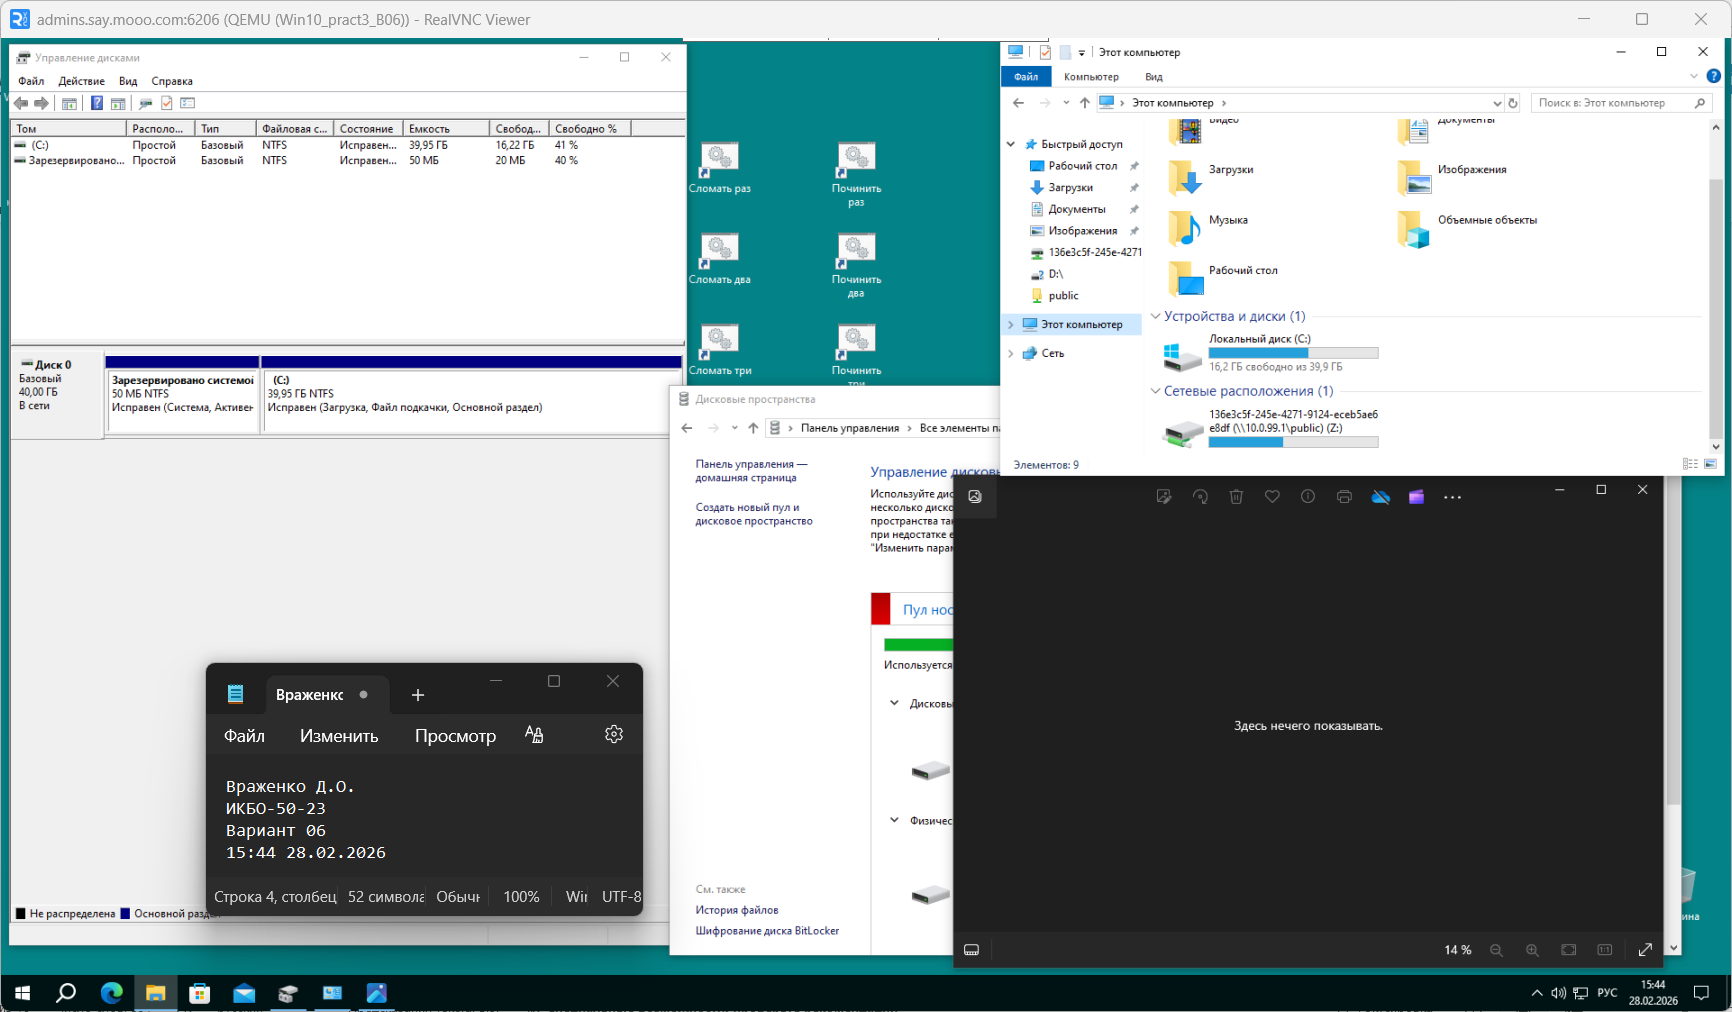 admins.say.mooo.com:6206 (QEMU (Win10_pract3_B06)) - RealVNC Viewer
Управление дисками
Файл Действие Вид Справка
Том Располо... Тип Файловая с... Состояние Емкость Свобод... Свободно %
(C:) Простой Базовый NTFS Исправен... 39,95 ГБ 16,22 ГБ 41 %
Зарезервировано... Простой Базовый NTFS Исправен... 50 МБ 20 МБ 40 %
Диск 0
Базовый
40,00 ГБ
В сети
Зарезервировано системой
50 МБ NTFS
Исправен (Система, Активен
(C:)
39,95 ГБ NTFS
Исправен (Загрузка, Файл подкачки, Основной раздел)
Не распределена Основной разде
Сломать раз
Починить раз
Сломать два
Починить два
Сломать три
Починить три
Этот компьютер
Файл Компьютер Вид
Этот компьютер
Поиск в: Этот компьютер
Быстрый доступ
Рабочий стол
Загрузки
Документы
Изображения
136e3c5f-245e-4271
D:\
public
Этот компьютер
Сеть
Видео
Документы
Загрузки
Изображения
Музыка
Объемные объекты
Рабочий стол
Устройства и диски (1)
Локальный диск (C:)
16,2 ГБ свободно из 39,9 ГБ
Сетевые расположения (1)
136e3c5f-245e-4271-9124-eceb5ae6
e8df (\\10.0.99.1\public) (Z:)
Элементов: 9
Дисковые пространства
Панель управления Все элементы па
Панель управления —
домашняя страница
Создать новый пул и
дисковое пространство
Управление дисков
Используйте дис
несколько диско
пространства та
при недостатке е
"Изменить парам
Пул нос
Используется
Дисковы
Физичес
См. также
История файлов
Шифрование диска BitLocker
Здесь нечего показывать.
14 %
Враженкс
Файл Изменить Просмотр
Враженко Д.О.
ИКБО-50-23
Вариант 06
15:44 28.02.2026
Строка 4, столбец 52 символа Обычн 100% Wir UTF-8
ина
РУС
15:44
28.02.2026